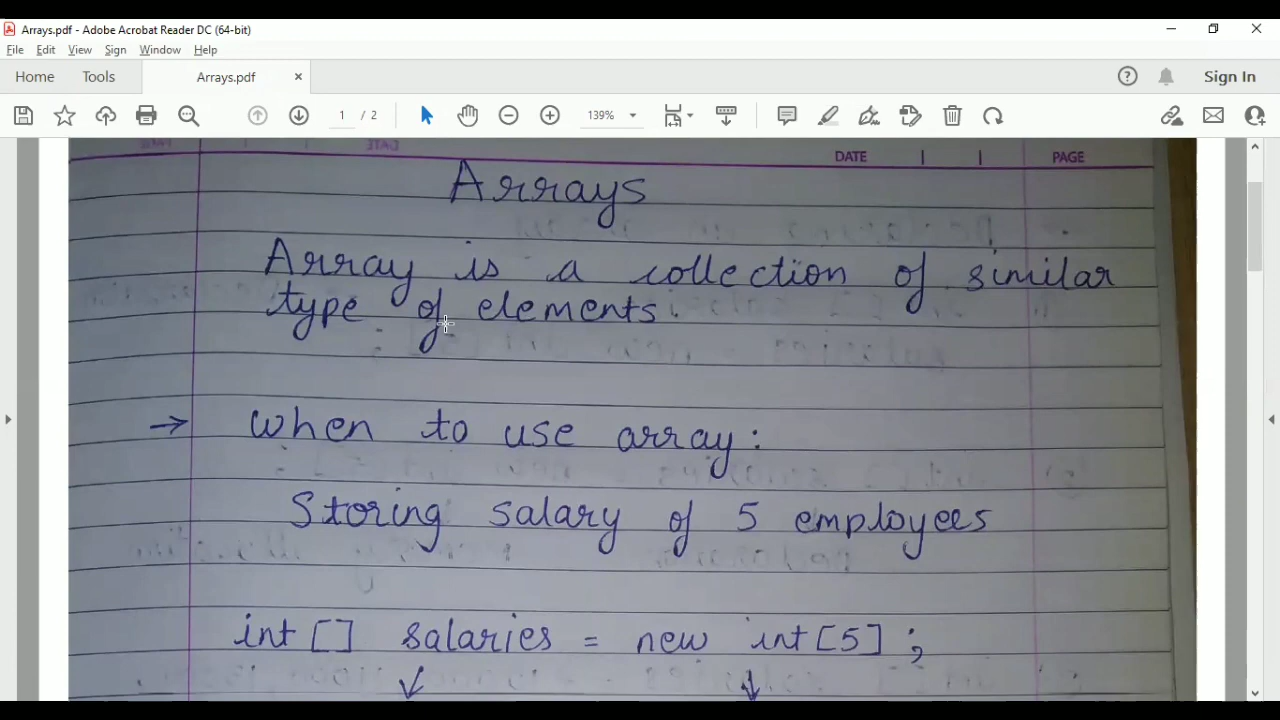 Arrays.pdf - Adobe Acrobat Reader DC (64-bit)
File Edit View Sign Window Help
Home Tools Arrays.pdf × Sign In
1 / 2 139%
DATE PAGE
Arrays
Array is a collection of similar
type of elements.
→ When to use array:
Storing salary of 5 employees
int [] salaries = new int [5] ;